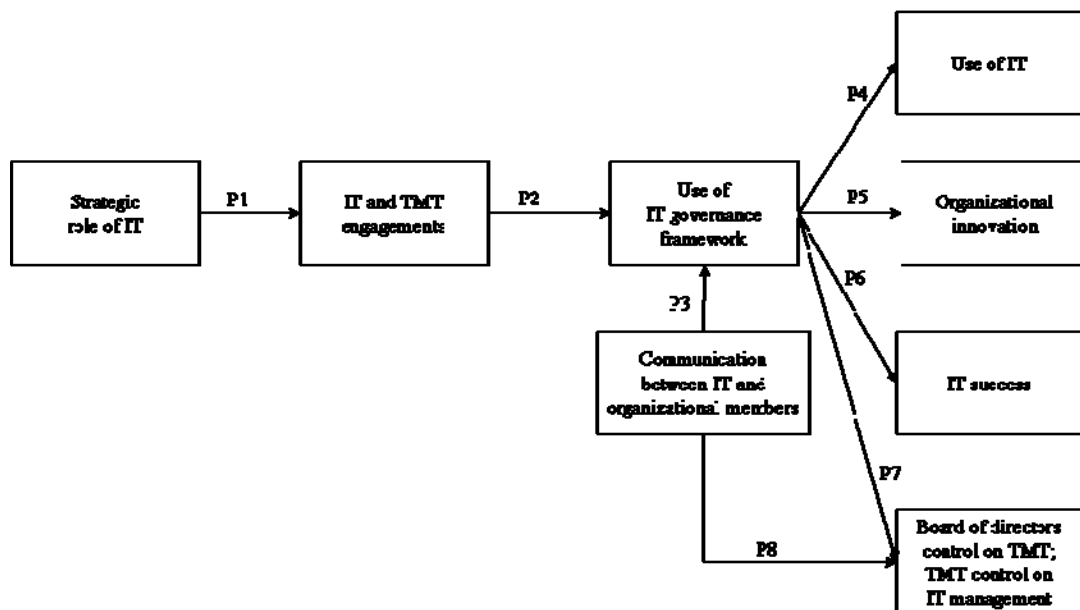 Use of IT
P4
Strategic
role of IT
P1
IT and TMT
engagements
P2
Use of
IT governance
framework
P5
Organizational
innovation
P6
P3
Communication
between IT and
organizational members
IT success
P7
P8
Board of directors
control on TMT;
TMT control on
IT management